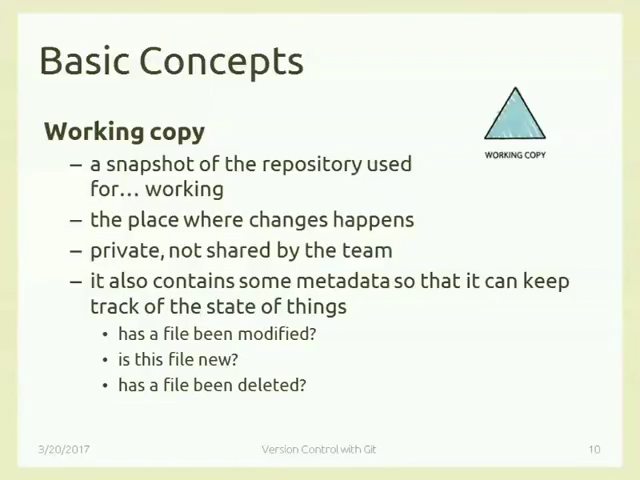 Basic Concepts
Working copy
WORKING COPY
– a snapshot of the repository used
for... working
– the place where changes happens
– private, not shared by the team
– it also contains some metadata so that it can keep
track of the state of things
• has a file been modified?
• is this file new?
• has a file been deleted?
3/20/2017
Version Control with Git
10